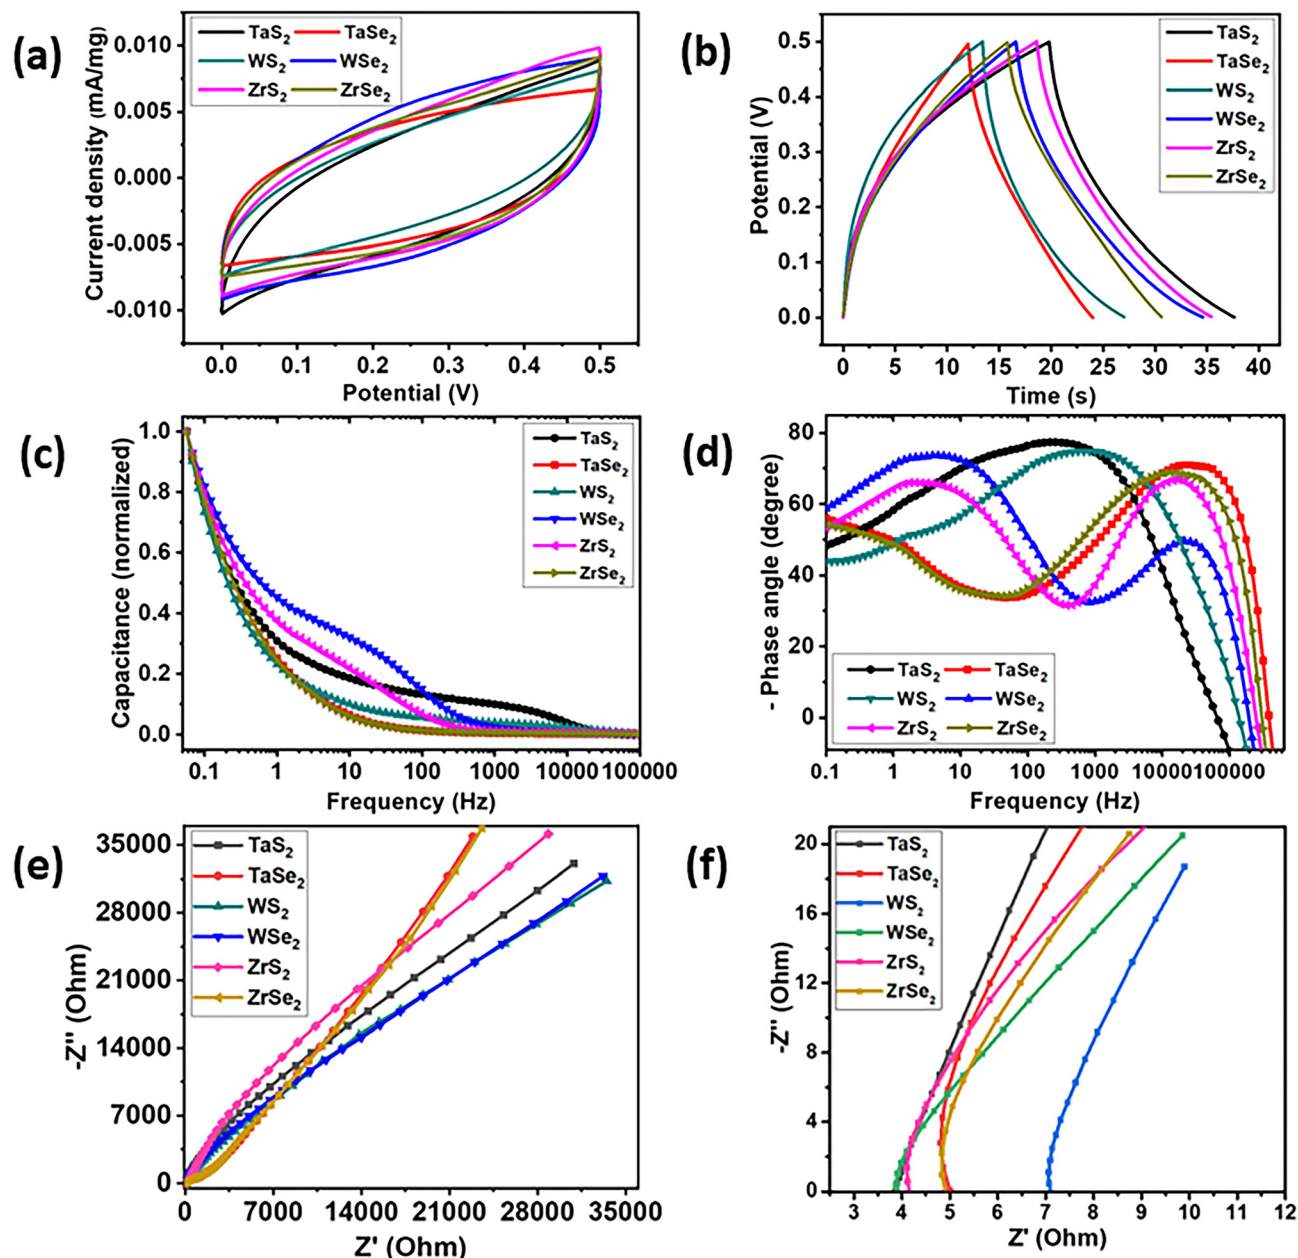 (a)
Current density (mA/mg)
0.010
0.005
0.000
-0.005
-0.010
TaS2 TaSe2
WS2 WSe2
ZrS2 ZrSe2
0.0 0.1 0.2 0.3 0.4 0.5
Potential (V)
(b)
Potential (V)
0.5
0.4
0.3
0.2
0.1
0.0
TaS2
TaSe2
WS2
WSe2
ZrS2
ZrSe2
0 5 10 15 20 25 30 35 40
Time (s)
(c)
Capacitance (normalized)
1.0
0.8
0.6
0.4
0.2
0.0
TaS2
TaSe2
WS2
WSe2
ZrS2
ZrSe2
0.1 1 10 100 1000 10000 100000
Frequency (Hz)
(d)
- Phase angle (degree)
80
60
40
20
0
TaS2 TaSe2
WS2 WSe2
ZrS2 ZrSe2
0.1 1 10 100 1000 10000 100000
Frequency (Hz)
(e)
-Z'' (Ohm)
35000
28000
21000
14000
7000
0
TaS2
TaSe2
WS2
WSe2
ZrS2
ZrSe2
0 7000 14000 21000 28000 35000
Z' (Ohm)
(f)
-Z'' (Ohm)
20
16
12
8
4
0
TaS2
TaSe2
WS2
WSe2
ZrS2
ZrSe2
3 4 5 6 7 8 9 10 11 12
Z' (Ohm)